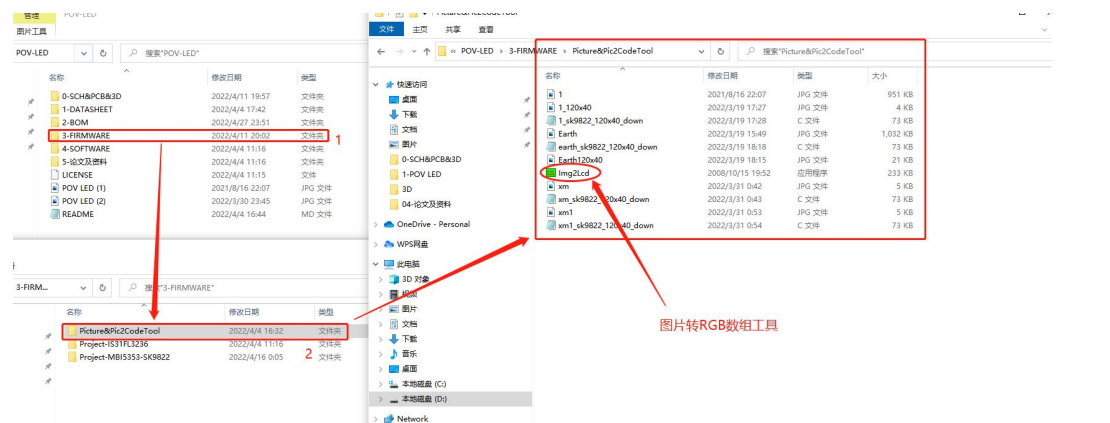 管理
POV-LED
图片工具
POV-LED
搜索"POV-LED"
名称
修改日期
类型
0-SCH&PCB&3D
2022/4/11 19:57
文件夹
1-DATASHEET
2022/4/4 17:42
文件夹
2-BOM
2022/4/27 23:51
文件夹
3-FIRMWARE
2022/4/11 20:02
文件夹
1
4-SOFTWARE
2022/4/4 11:16
文件夹
5-论文及资料
2022/4/4 11:16
文件夹
LICENSE
2022/4/4 11:15
文件
POV LED (1)
2021/8/16 22:07
JPG 文件
POV LED (2)
2022/3/30 23:45
JPG 文件
README
2022/4/4 16:44
MD 文件
3-FIRM...
搜索"3-FIRMWARE"
名称
修改日期
类型
Picture&Pic2CodeTool
2022/4/4 16:32
文件夹
Project-IS31FL3236
2022/4/4 11:16
文件夹
Project-MBI5353-SK9822
2022/4/16 0:05
文件夹
2
Picture&Pic2CodeTool
文件
主页
共享
查看
« POV-LED › 3-FIRMWARE › Picture&Pic2CodeTool
搜索"Picture&Pic2CodeTool"
快速访问
桌面
下载
文档
图片
0-SCH&PCB&3D
1-POV LED
3D
04-论文及资料
OneDrive - Personal
WPS网盘
此电脑
3D 对象
视频
图片
文档
下载
音乐
桌面
本地磁盘 (C:)
本地磁盘 (D:)
Network
名称
修改日期
类型
大小
1
2021/8/16 22:07
JPG 文件
951 KB
1_120x40
2022/3/19 17:27
JPG 文件
4 KB
1_sk9822_120x40_down
2022/3/19 17:28
C 文件
73 KB
Earth
2022/3/19 15:49
JPG 文件
1,032 KB
earth_sk9822_120x40_down
2022/3/19 18:18
C 文件
73 KB
Earth120x40
2022/3/19 18:15
JPG 文件
21 KB
Img2Lcd
2008/10/15 19:52
应用程序
233 KB
xm
2022/3/31 0:42
JPG 文件
5 KB
xm_sk9822_120x40_down
2022/3/31 0:43
C 文件
73 KB
xm1
2022/3/31 0:53
JPG 文件
5 KB
xm1_sk9822_120x40_down
2022/3/31 0:54
C 文件
73 KB
图片转RGB数组工具